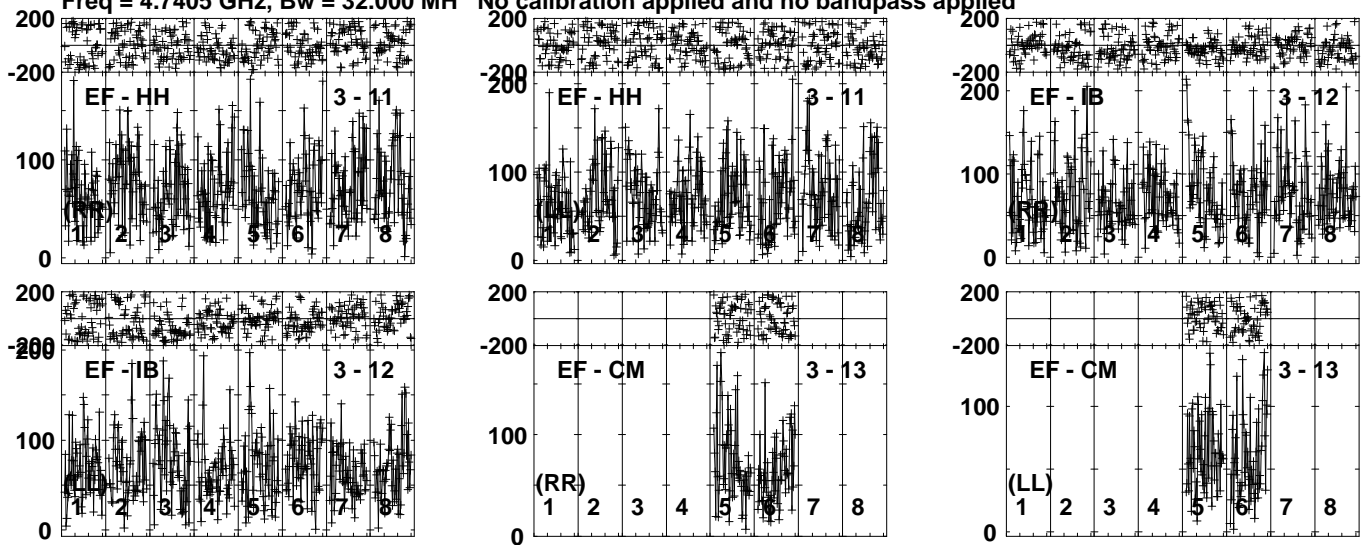 Freq = 4.7405 GHz, Bw = 32.000 MH No calibration applied and no bandpass applied
200 200 200
-200 -200 -200
200 200
EF - HH 3 - 11 EF - HH 3 - 11 EF - IB 3 - 12
100 100 100
(RR) (LL) (RR)
1 2 3 4 5 6 7 8 1 2 3 4 5 6 7 8 1 2 3 4 5 6 7 8
0 0 0
200 200 200
-200 -200 -200
200
EF - IB 3 - 12 EF - CM 3 - 13 EF - CM 3 - 13
100 100 100
(LL) (RR) (LL)
1 2 3 4 5 6 7 8 1 2 3 4 5 6 7 8 1 2 3 4 5 6 7 8
0 0 0